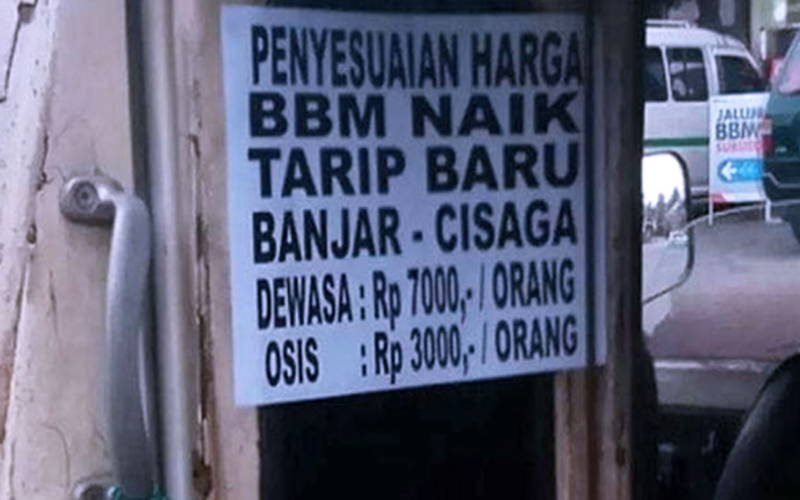 PENYESUAIAN HARGA
BBM NAIK
TARIP BARU
BANJAR - CISAGA
DEWASA : Rp 7000,- / ORANG
OSIS : Rp 3000,- / ORANG
JALUR
BBM